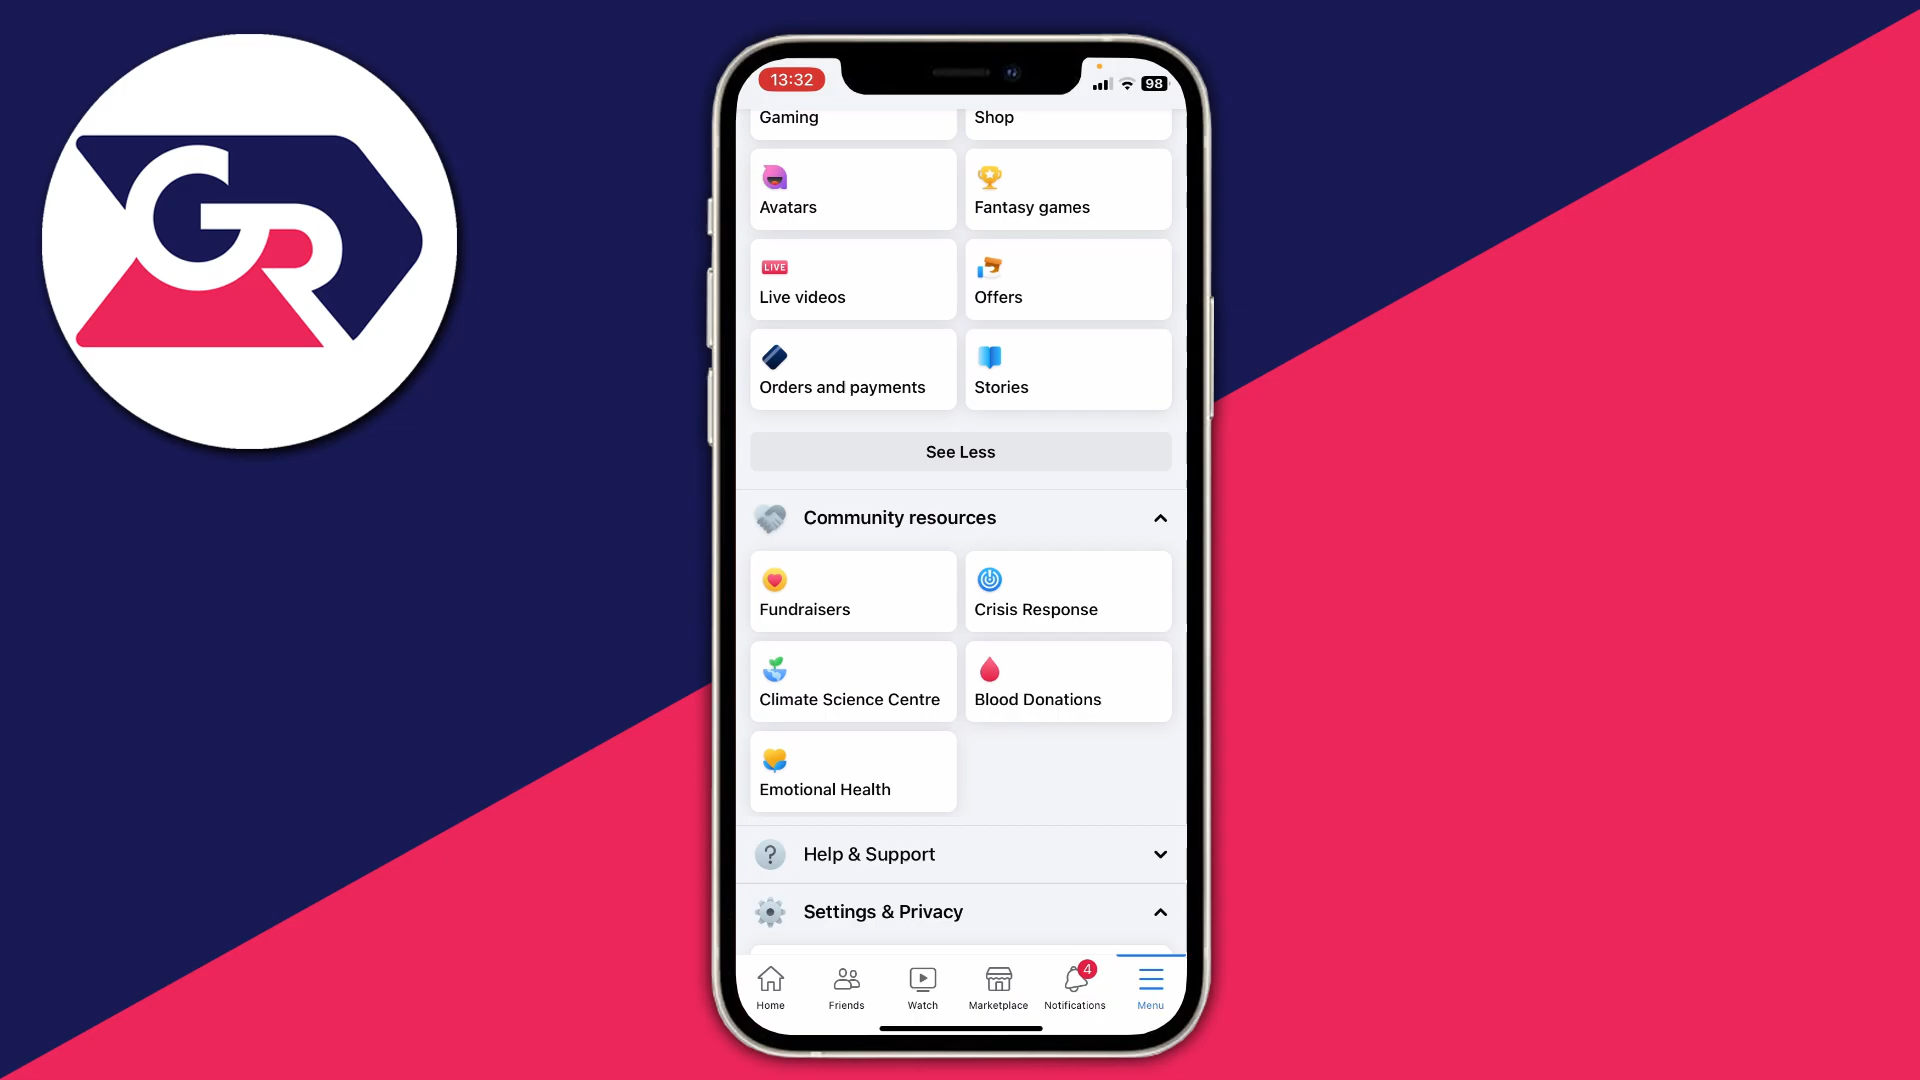 GR
13:32
98
Gaming
Shop
Avatars
Fantasy games
LIVE
Live videos
Offers
Orders and payments
Stories
See Less
Community resources
Fundraisers
Crisis Response
Climate Science Centre
Blood Donations
Emotional Health
? Help & Support
Settings & Privacy
4
Home
Friends
Watch
Marketplace
Notifications
Menu